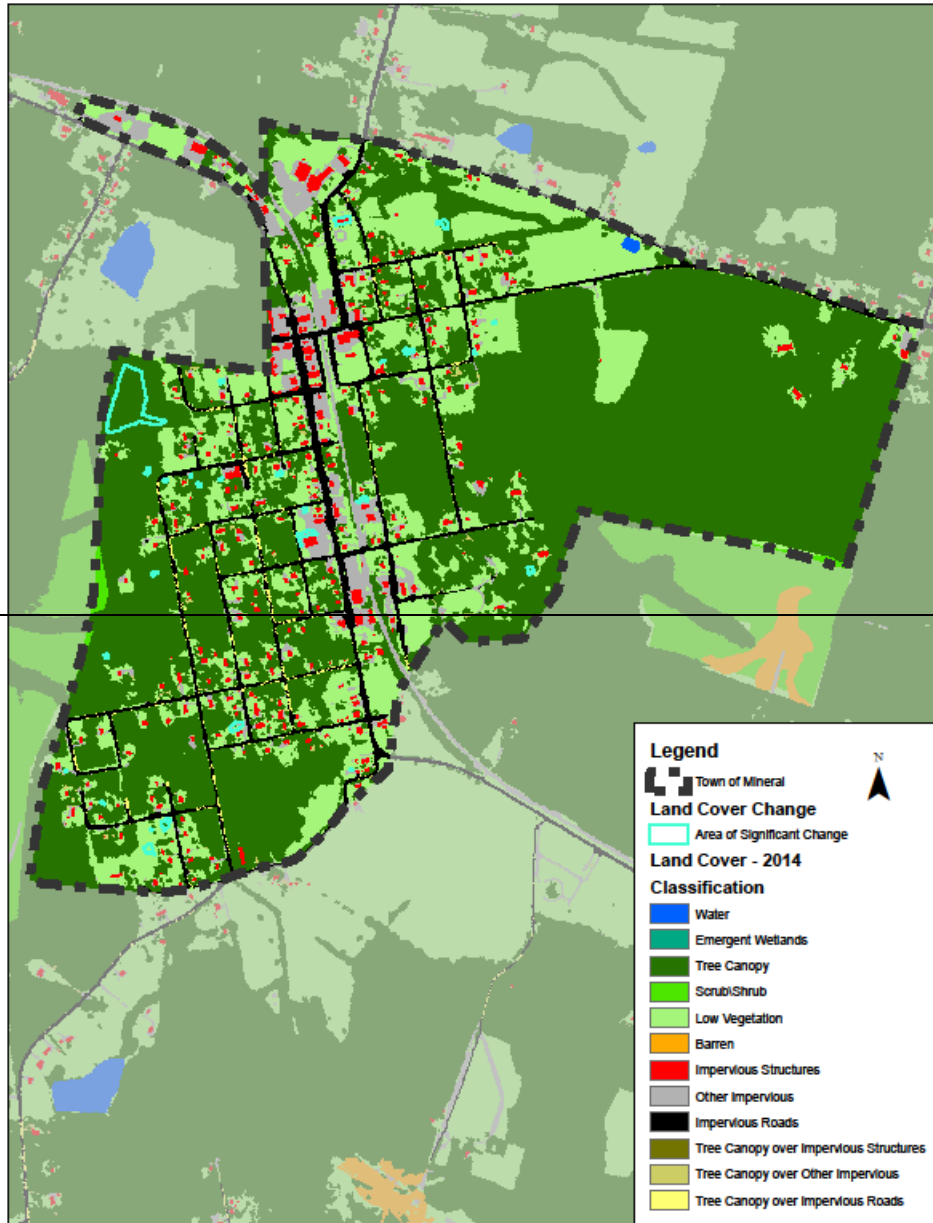 Legend
N
Town of Mineral
Land Cover Change
Area of Significant Change
Land Cover - 2014
Classification
Water
Emergent Wetlands
Tree Canopy
Scrub\Shrub
Low Vegetation
Barren
Impervious Structures
Other Impervious
Impervious Roads
Tree Canopy over Impervious Structures
Tree Canopy over Other Impervious
Tree Canopy over Impervious Roads